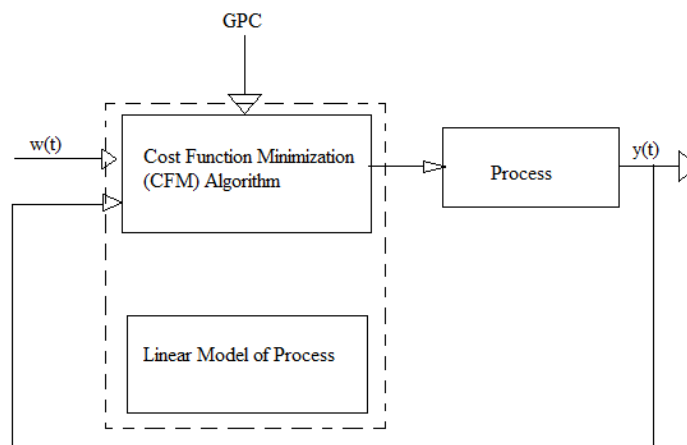 GPC
w(t)
Cost Function Minimization
(CFM) Algorithm
Process
y(t)
Linear Model of Process